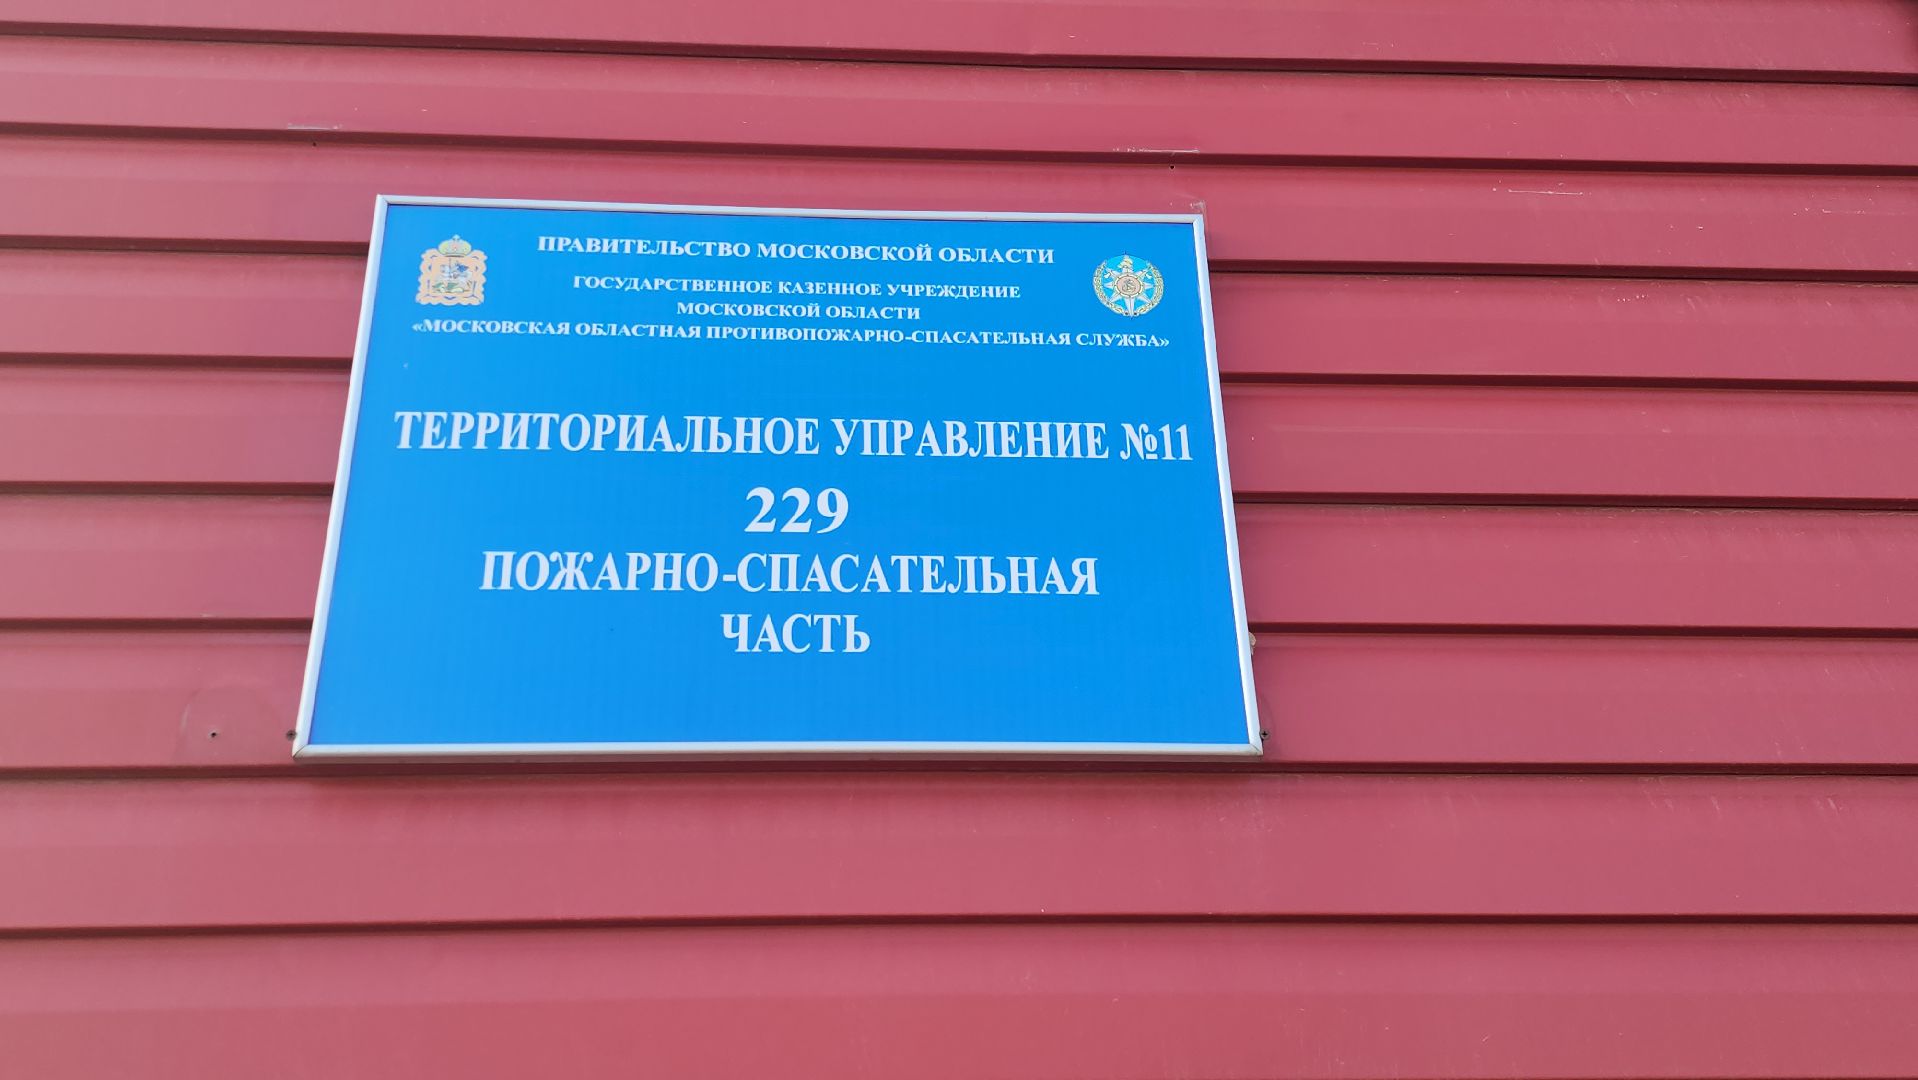 ПРАВИТЕЛЬСТВО МОСКОВСКОЙ ОБЛАСТИ
ГОСУДАРСТВЕННОЕ КАЗЕННОЕ УЧРЕЖДЕНИЕ
МОСКОВСКОЙ ОБЛАСТИ
«МОСКОВСКАЯ ОБЛАСТНАЯ ПРОТИВОПОЖАРНО-СПАСАТЕЛЬНАЯ СЛУЖБА»
ТЕРРИТОРИАЛЬНОЕ УПРАВЛЕНИЕ №11
229
ПОЖАРНО-СПАСАТЕЛЬНАЯ
ЧАСТЬ